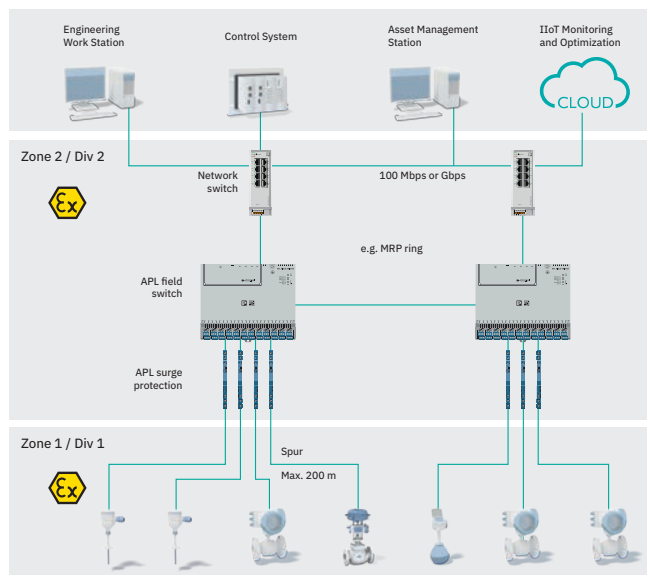 Engineering
Work Station
Control System
Asset Management
Station
IIoT Monitoring
and Optimization
CLOUD
Zone 2 / Div 2
Ex
Network
switch
100 Mbps or Gbps
e.g. MRP ring
APL field
switch
APL surge
protection
Zone 1 / Div 1
Ex
Spur
Max. 200 m